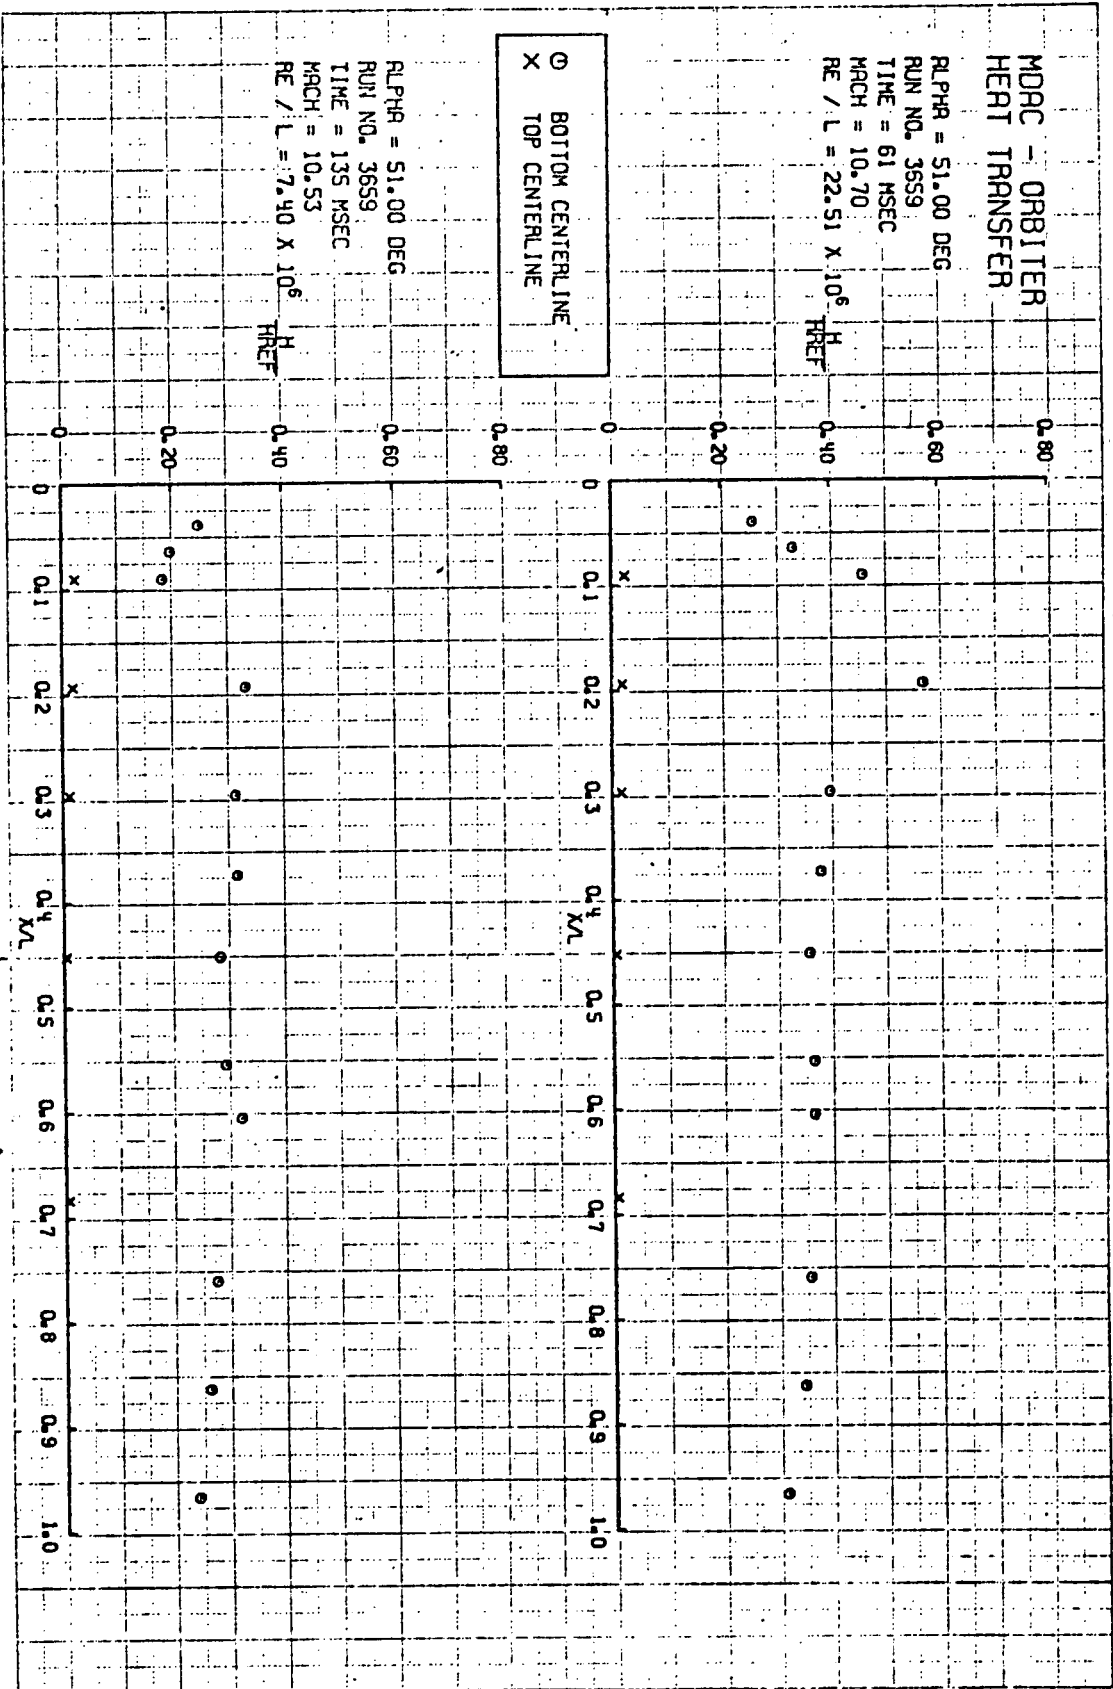 MDAC - ORBITER
HEAT TRANSFER
ALPHA = 51.00 DEG
RUN NO. 3659
TIME = 61 MSEC
MACH = 10.70
RE / L = 22.51 X 10⁶
H
HREF
0.80
0.60
0.40
0.20
0
0 0.1 0.2 0.3 0.4 0.5 0.6 0.7 0.8 0.9 1.0
X/L
BOTTOM CENTERLINE
X TOP CENTERLINE
ALPHA = 51.00 DEG
RUN NO. 3659
TIME = 135 MSEC
MACH = 10.53
RE / L = 7.40 X 10⁶
H
HREF
0.80
0.60
0.40
0.20
0
0 0.1 0.2 0.3 0.4 0.5 0.6 0.7 0.8 0.9 1.0
X/L